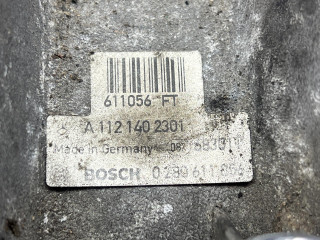 611056 FT
A 112 140 2301
Made in Germany
BOSCH